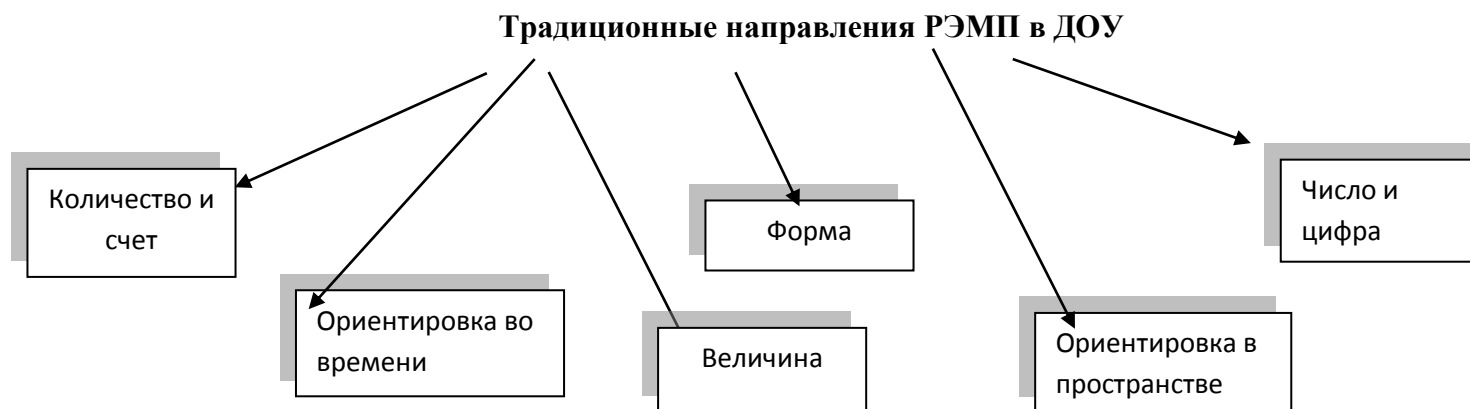 Традиционные направления РЭМП в ДОУ
Количество и
счет
Ориентировка во
времени
Величина
Форма
Ориентировка в
пространстве
Число и
цифра